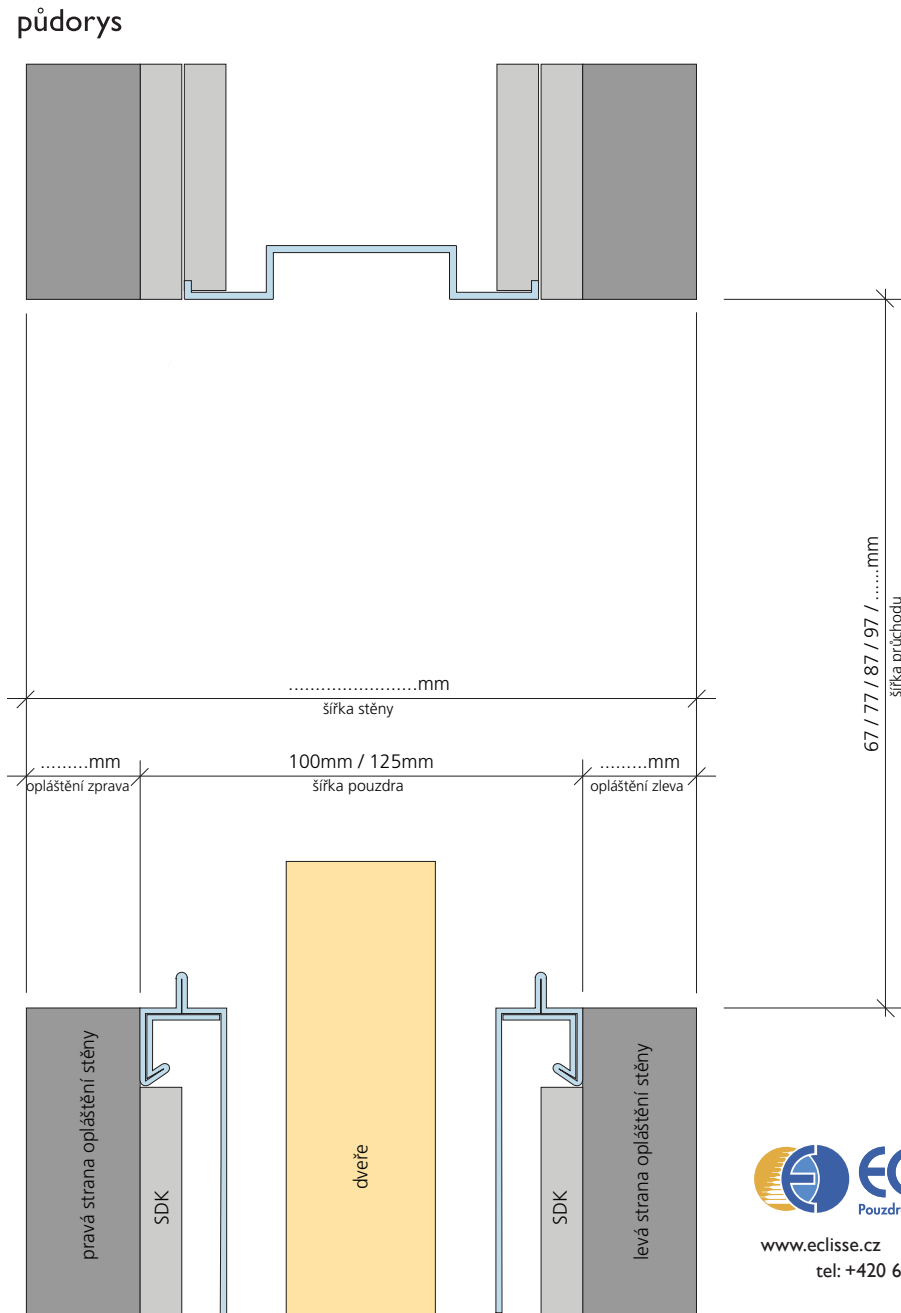 půdorys
67 / 77 / 87 / 97 / ......mm
šířka průchodu
........................mm
šířka stěny
.........mm
opláštění zprava
100mm / 125mm
šířka pouzdra
.........mm
opláštění zleva
pravá strana opláštění stěny
SDK
dveře
SDK
levá strana opláštění stěny
EC
Pouzdr
www.eclisse.cz
tel: +420 6